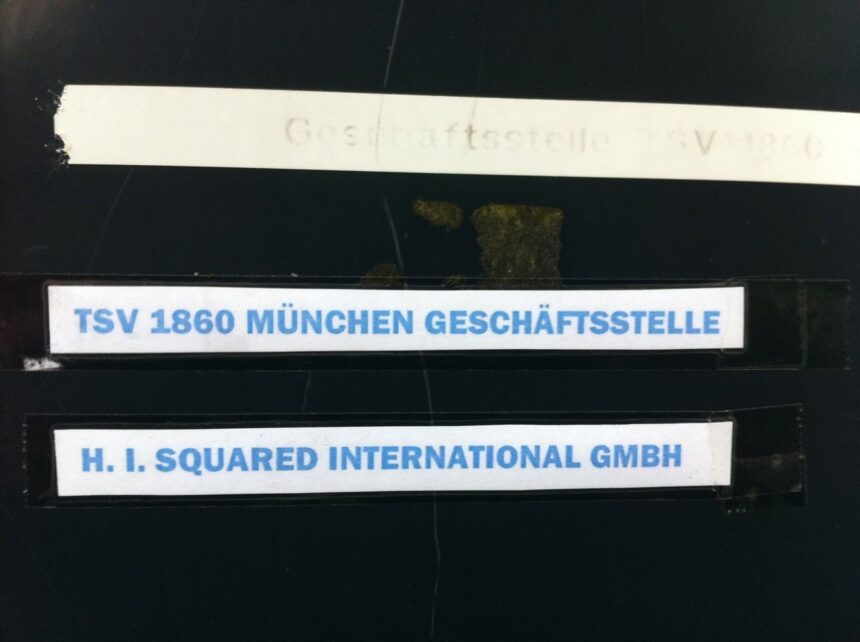 Geschäftsstelle TSV 1860
TSV 1860 MÜNCHEN GESCHÄFTSSTELLE
H. I. SQUARED INTERNATIONAL GMBH